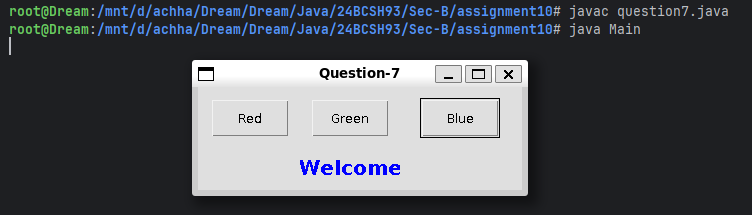 root@Dream:/mnt/d/achha/Dream/Dream/Java/24BCSH93/Sec-B/assignment10# javac question7.java
root@Dream:/mnt/d/achha/Dream/Dream/Java/24BCSH93/Sec-B/assignment10# java Main
Question-7
Red Green Blue
Welcome